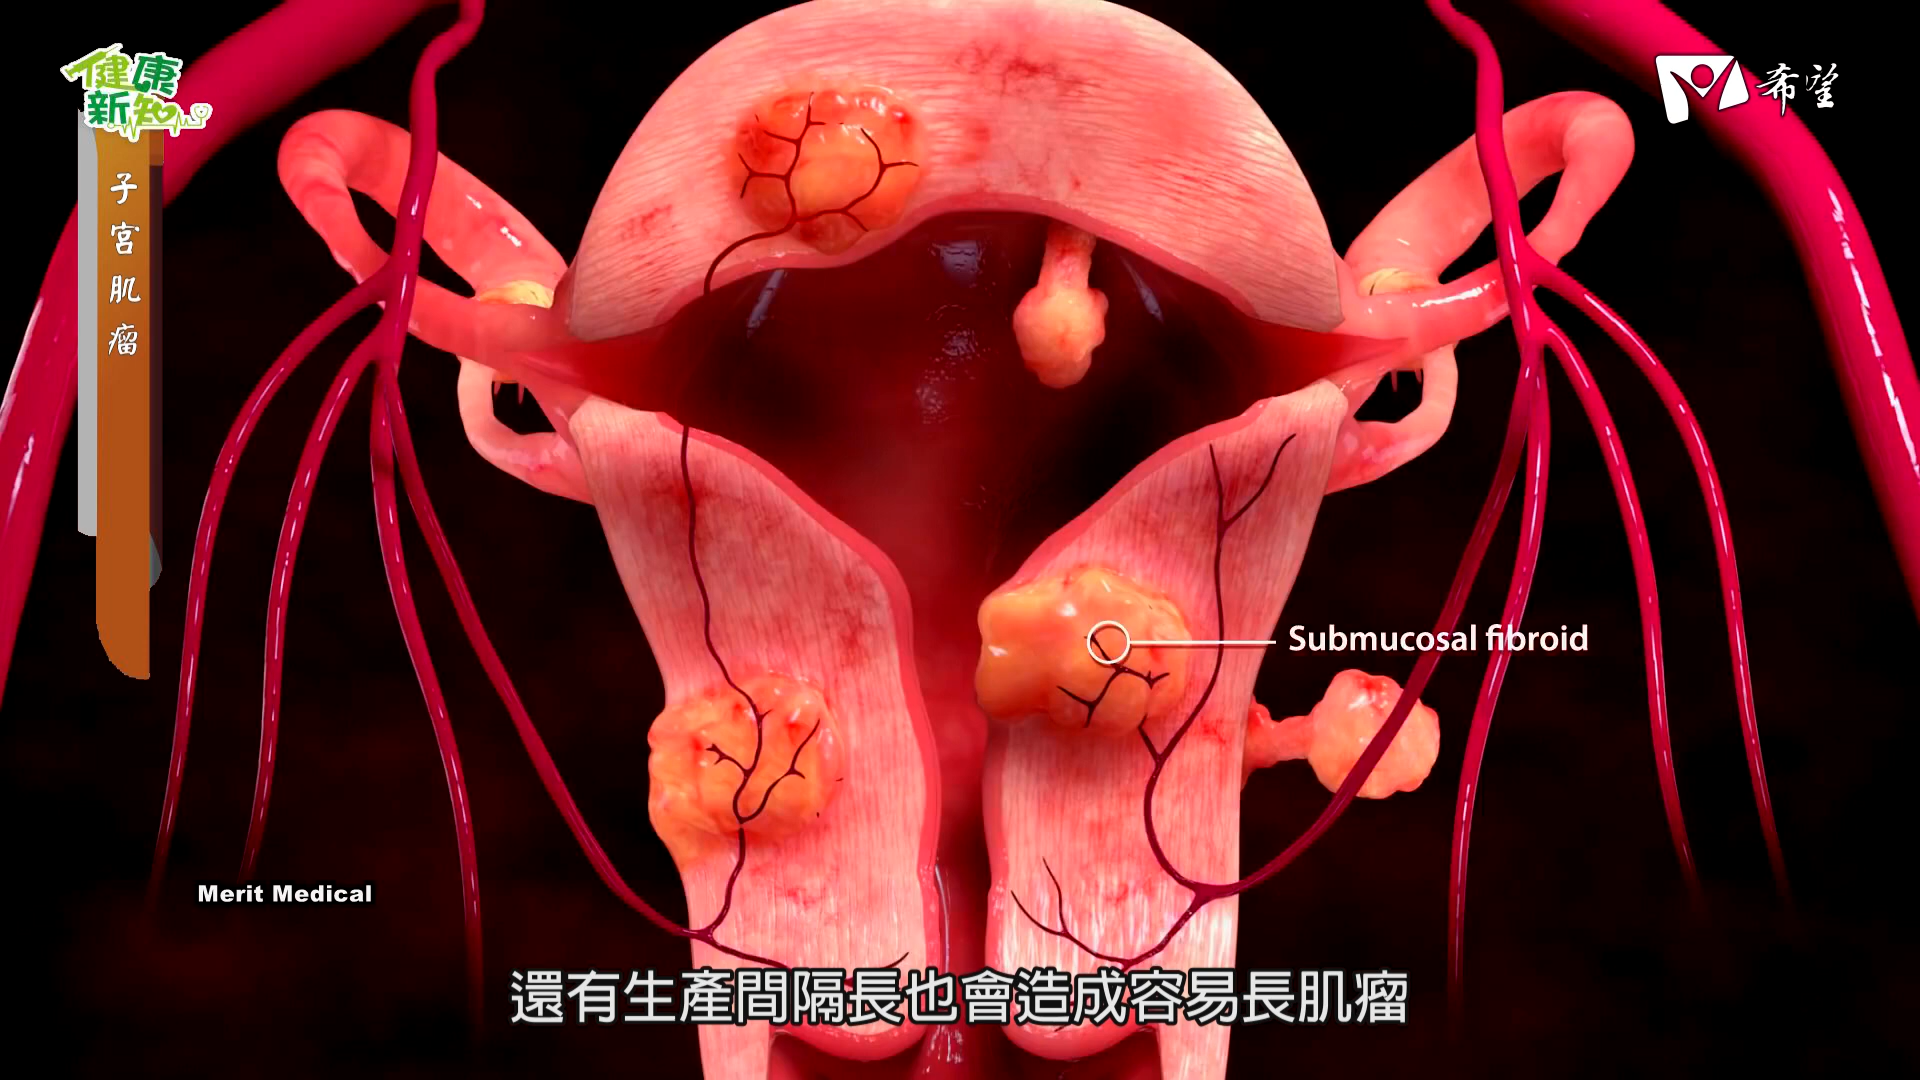 健康
新知
希望
子宮肌瘤
Submucosal fibroid
Merit Medical
還有生產間隔長也會造成容易長肌瘤